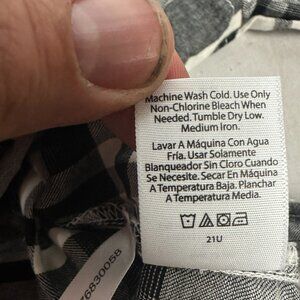 Machine Wash Cold. Use Only
Non-Chlorine Bleach When
Needed. Tumble Dry Low.
Medium Iron.
Lavar A Máquina Con Agua
Fría. Usar Solamente
Blanqueador Sin Cloro Cuando
Se Necesite. Secar En Máquina
A Temperatura Baja. Planchar
A Temperatura Media.
21U
76830058